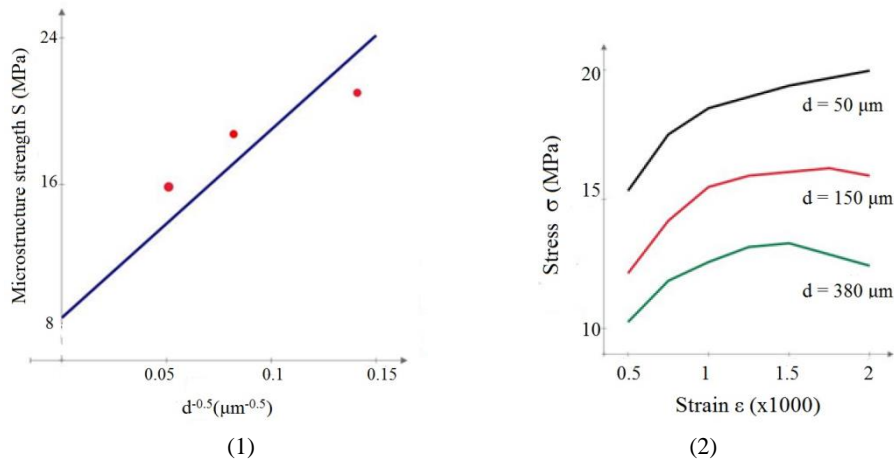 24
16
8
Microstructure strength S (MPa)
0.05
0.1
0.15
d-0.5(μm-0.5)
(1)
20
15
10
Stress σ (MPa)
d = 50 μm
d = 150 μm
d = 380 μm
0.5
1
1.5
2
Strain ε (x1000)
(2)